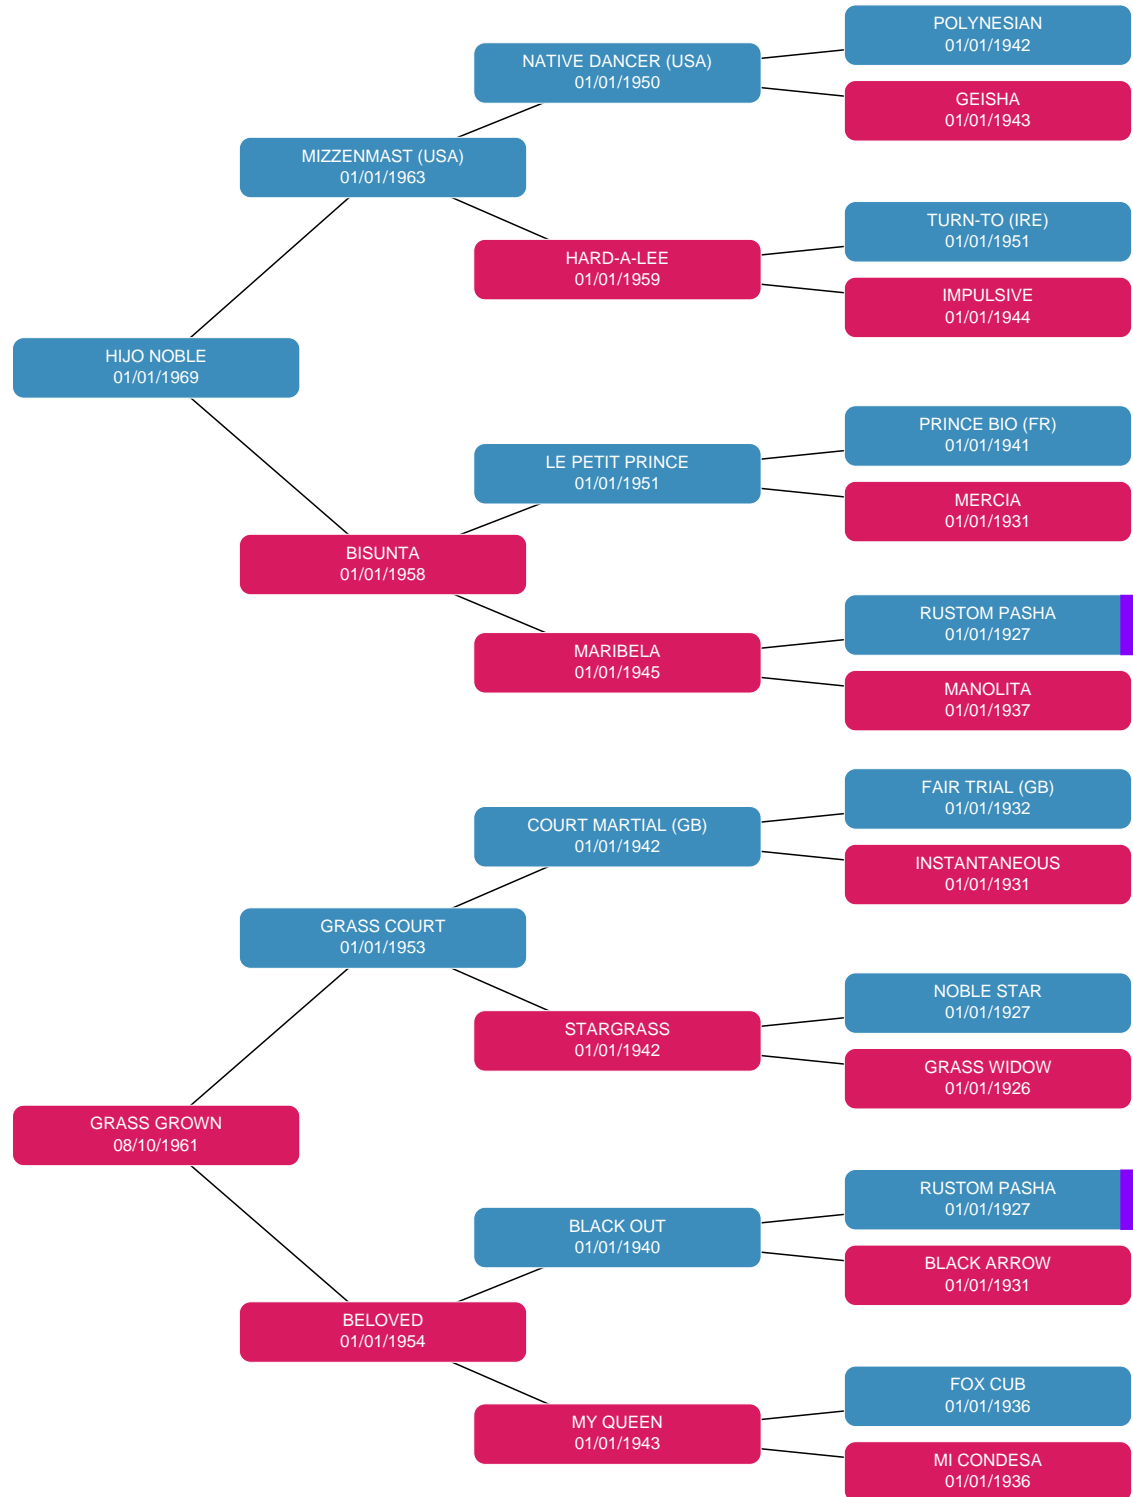 POLYNESIAN
01/01/1942
NATIVE DANCER (USA)
01/01/1950
GEISHA
01/01/1943
MIZZENMAST (USA)
01/01/1963
TURN-TO (IRE)
01/01/1951
HARD-A-LEE
01/01/1959
IMPULSIVE
01/01/1944
HIJO NOBLE
01/01/1969
PRINCE BIO (FR)
01/01/1941
LE PETIT PRINCE
01/01/1951
MERCIA
01/01/1931
BISUNTA
01/01/1958
RUSTOM PASHA
01/01/1927
MARIBELA
01/01/1945
MANOLITA
01/01/1937
FAIR TRIAL (GB)
01/01/1932
COURT MARTIAL (GB)
01/01/1942
INSTANTANEOUS
01/01/1931
GRASS COURT
01/01/1953
NOBLE STAR
01/01/1927
STARGRASS
01/01/1942
GRASS WIDOW
01/01/1926
GRASS GROWN
08/10/1961
RUSTOM PASHA
01/01/1927
BLACK OUT
01/01/1940
BLACK ARROW
01/01/1931
BELOVED
01/01/1954
FOX CUB
01/01/1936
MY QUEEN
01/01/1943
MI CONDESA
01/01/1936